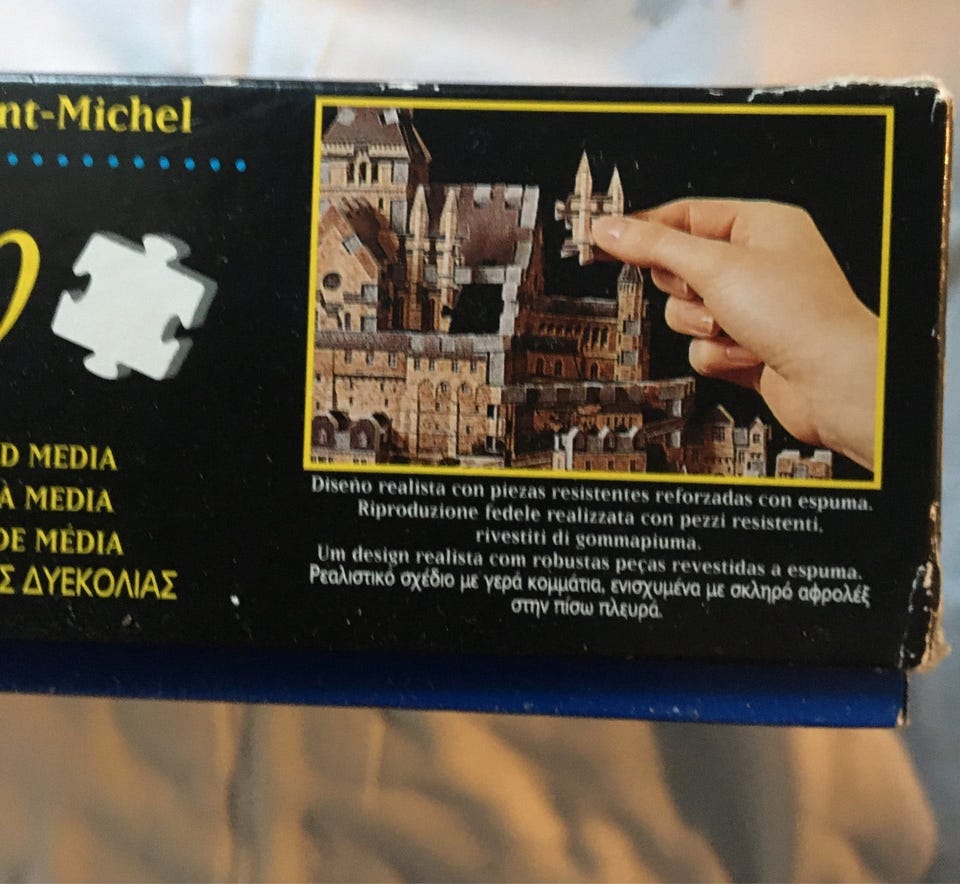 nt-Michel
D MEDIA
À MEDIA
DE MÉDIA
Σ ΔΥΕΚΟΛΙΑΣ
Diseño realista con piezas resistentes reforzadas con espuma.
Riproduzione fedele realizzata con pezzi resistenti,
rivestiti di gommapiuma.
Um design realista com robustas peças revestidas a espuma.
Ρεαλιστικό σχέδιο με γερά κομμάτια, ενισχυμένα με σκληρό αφρολέξ
στην πίσω πλευρά.